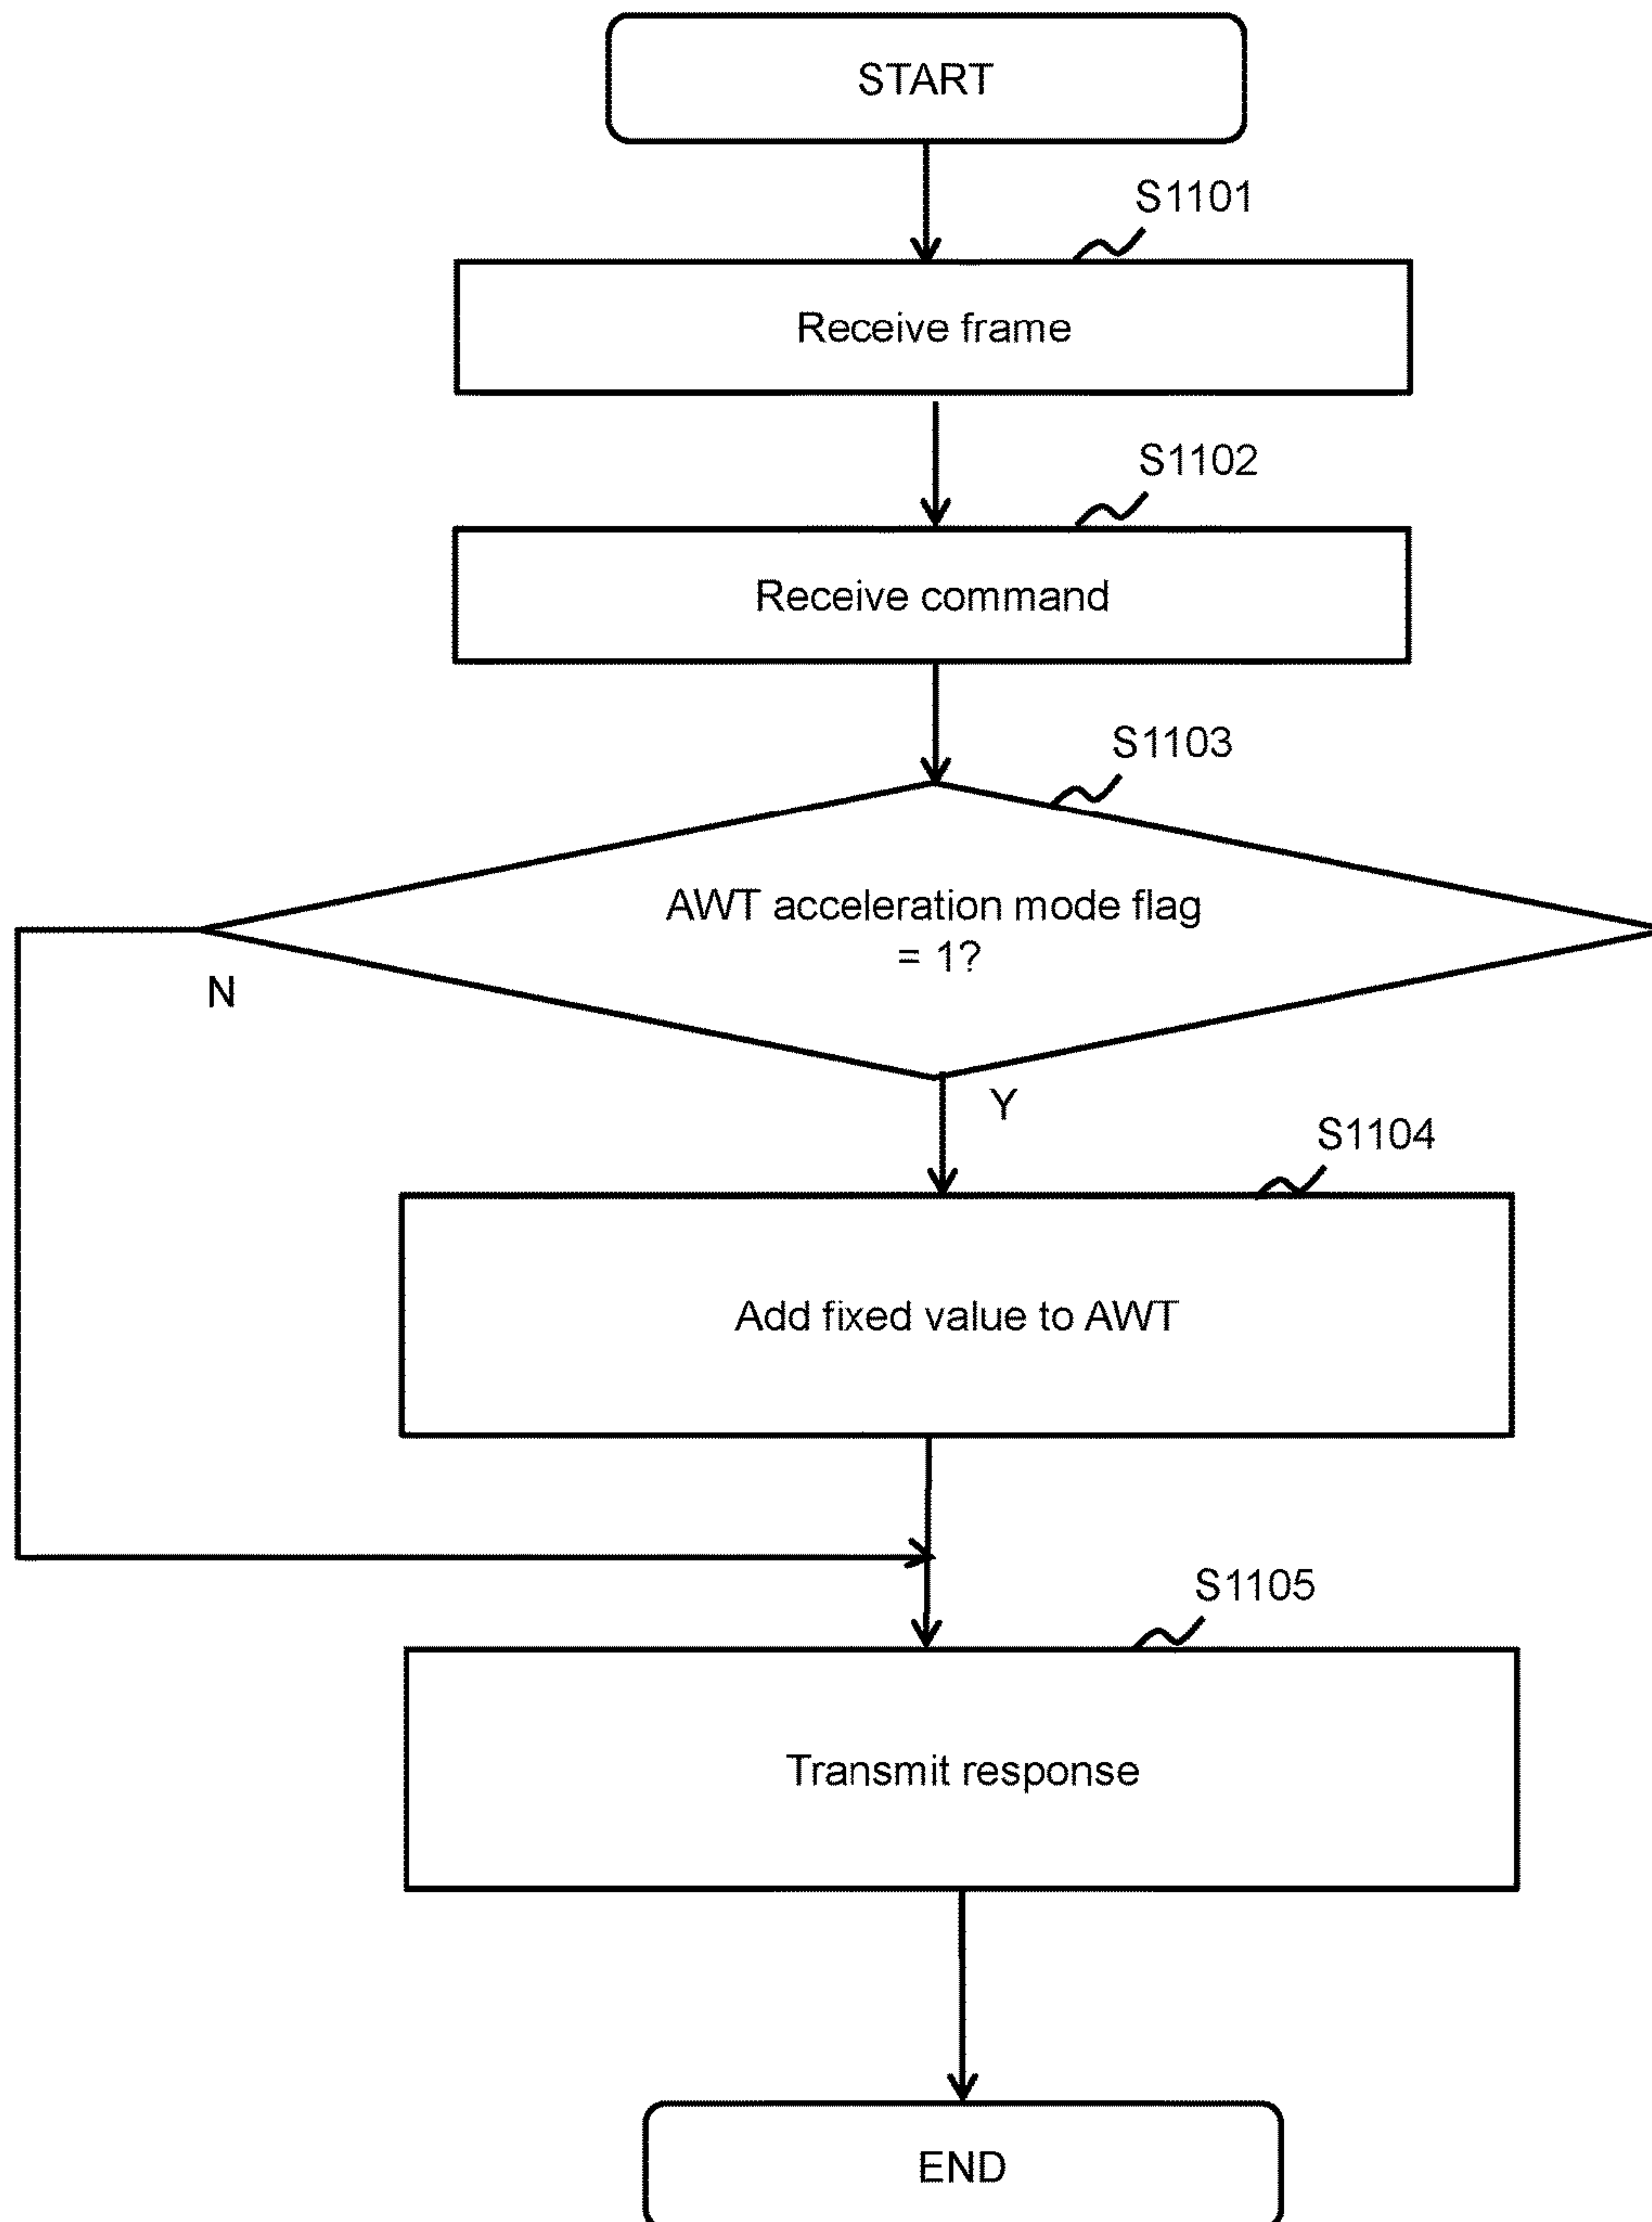 START
S1101
Receive frame
S1102
Receive command
S1103
AWT acceleration mode flag
= 1?
N
Y
S1104
Add fixed value to AWT
S1105
Transmit response
END